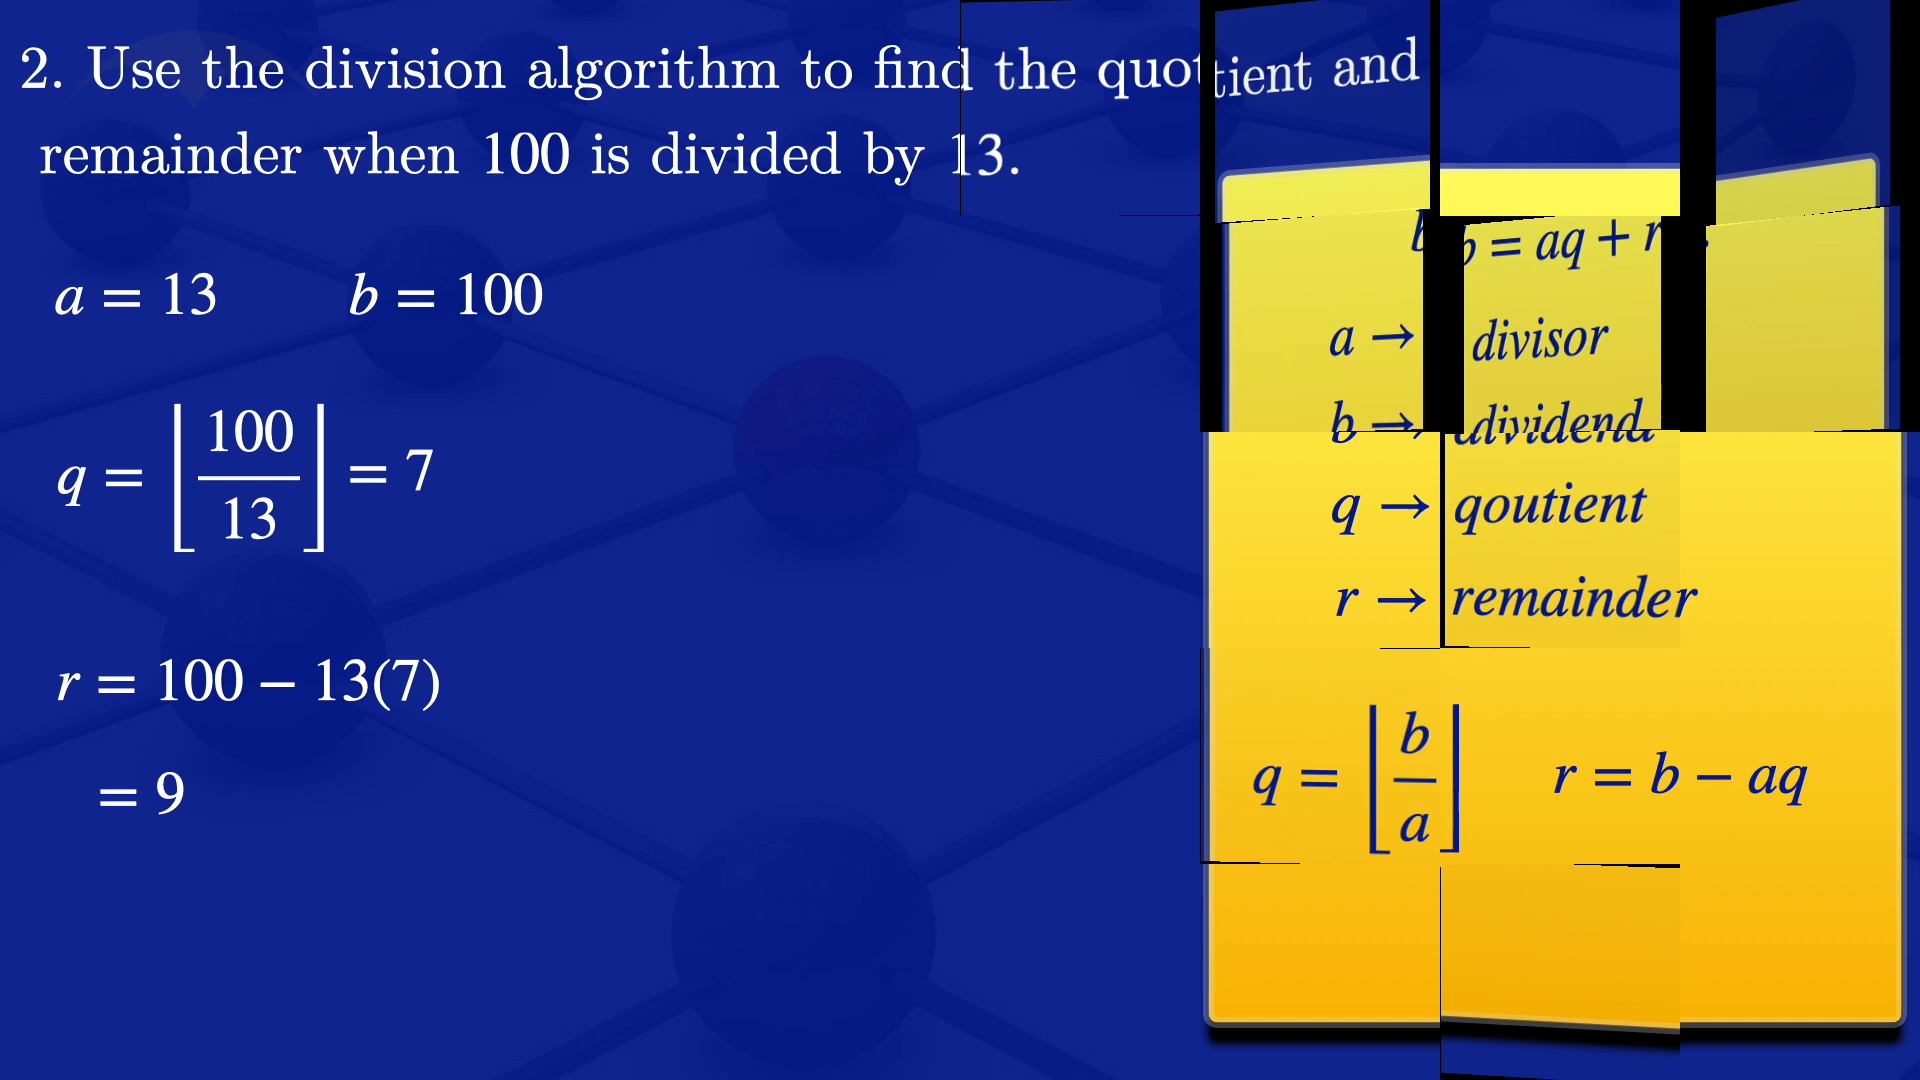 2. Use the division algorithm to find the quotient and
remainder when 100 is divided by 13.
a = 13 b = 100
q = ⌊100/13⌋ = 7
r = 100 − 13(7)
= 9
b = aq + r
a → divisor
b → dividend
q → qoutient
r → remainder
q = ⌊b/a⌋ r = b − aq